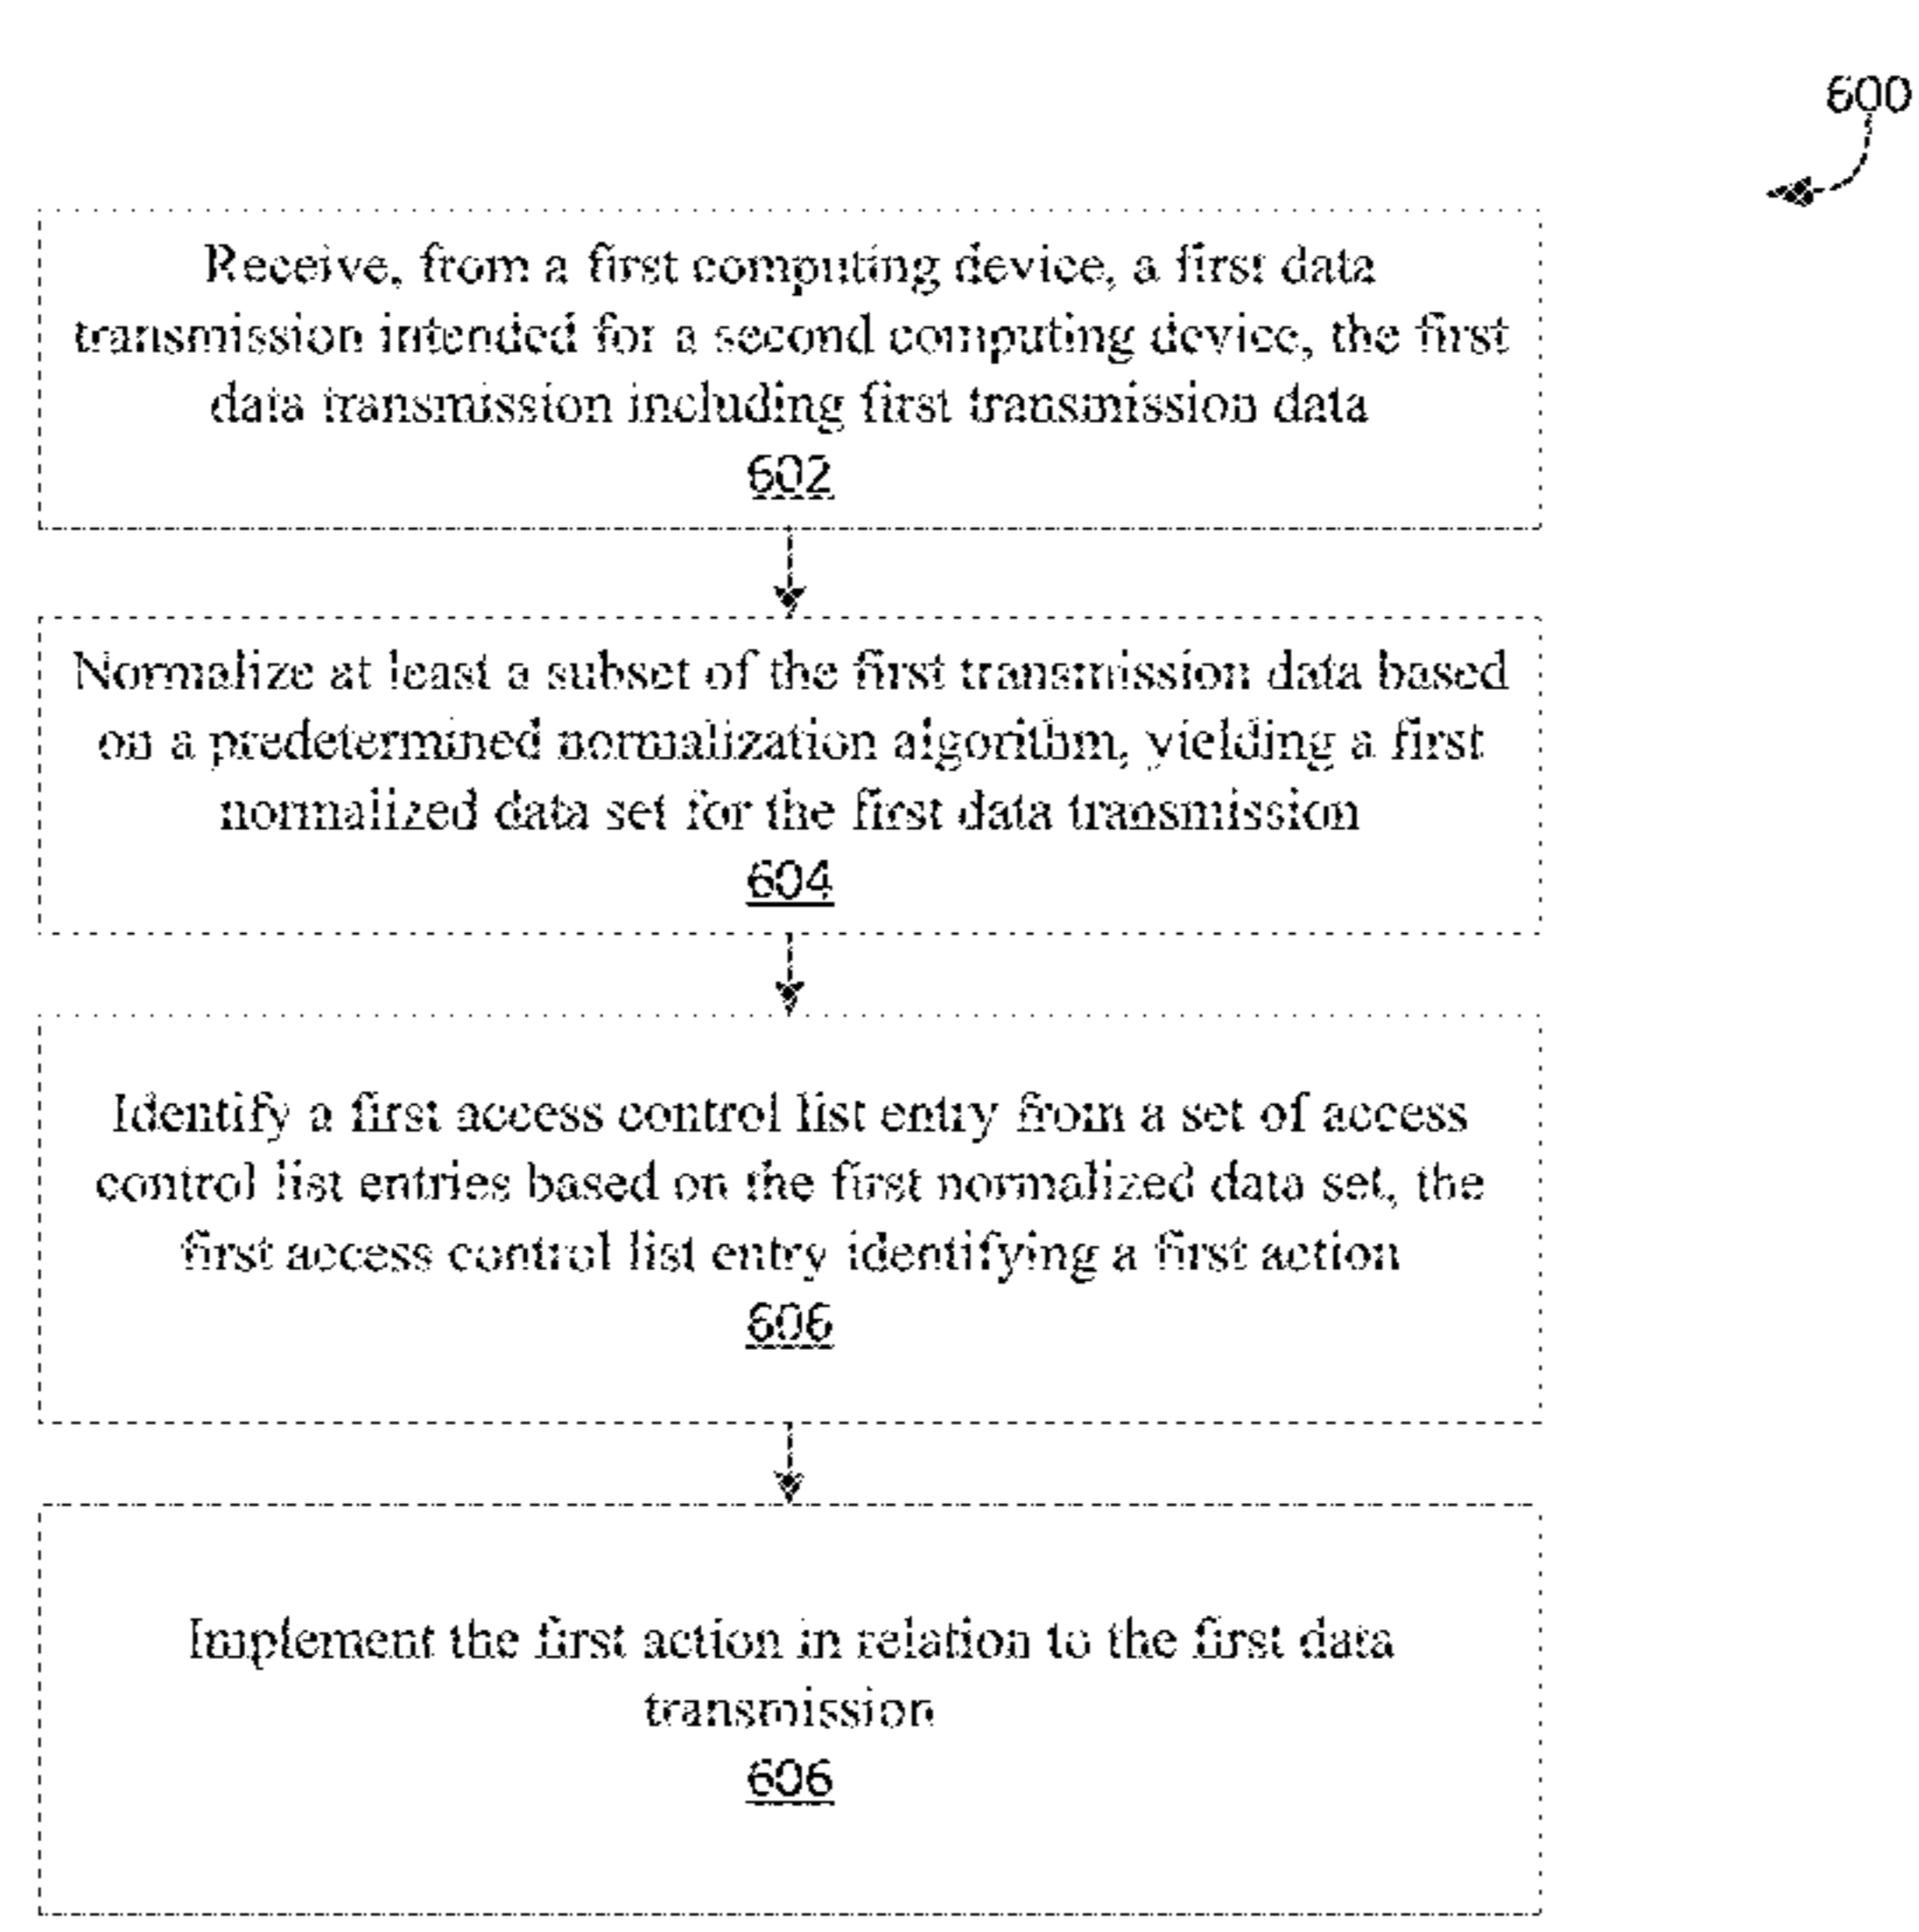 600
Receive, from a first computing device, a first data
transmission intended for a second computing device, the first
data transmission including first transmission data
602
Normalize at least a subset of the first transmission data based
on a predetermined normalization algorithm, yielding a first
normalized data set for the first data transmission
604
Identify a first access control list entry from a set of access
control list entries based on the first normalized data set, the
first access control list entry identifying a first action
606
Implement the first action in relation to the first data
transmission
606